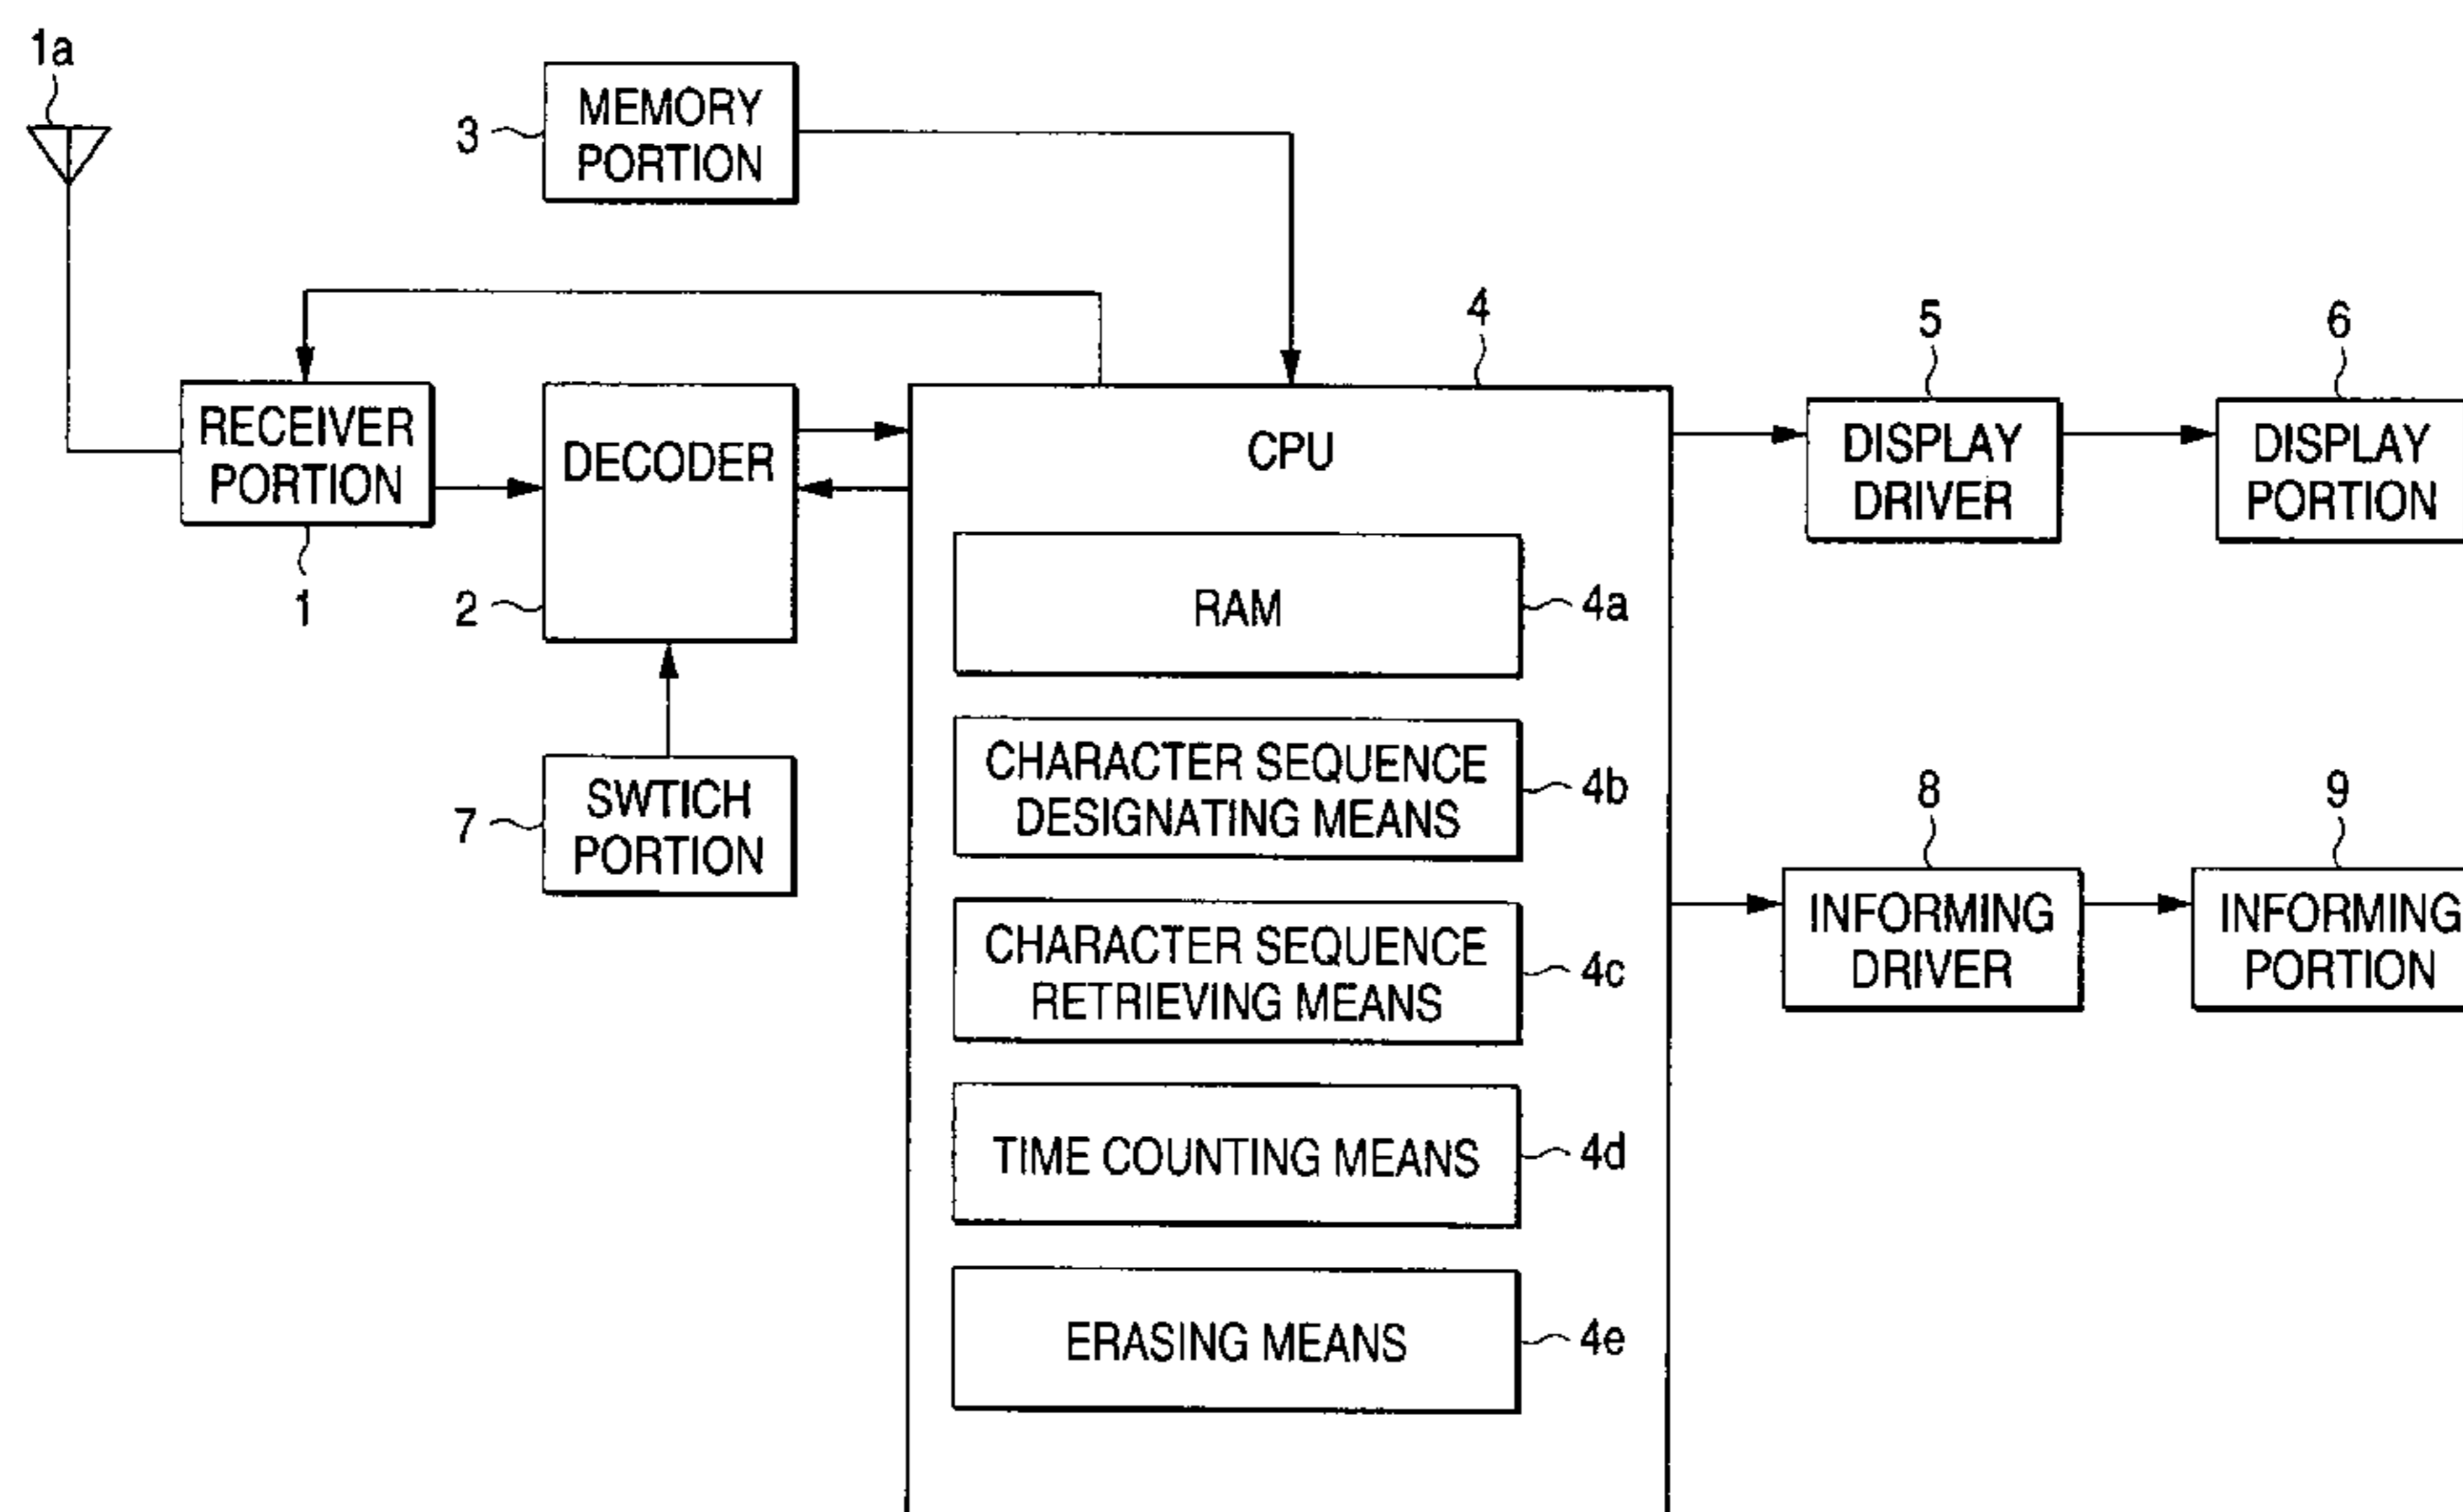 1a
3
MEMORY
PORTION
4
5
6
RECEIVER
PORTION
1
DECODER
2
CPU
DISPLAY
DRIVER
DISPLAY
PORTION
RAM
4a
7
SWTICH
PORTION
CHARACTER SEQUENCE
DESIGNATING MEANS
4b
8
9
CHARACTER SEQUENCE
RETRIEVING MEANS
4c
INFORMING
DRIVER
INFORMING
PORTION
TIME COUNTING MEANS
4d
ERASING MEANS
4e